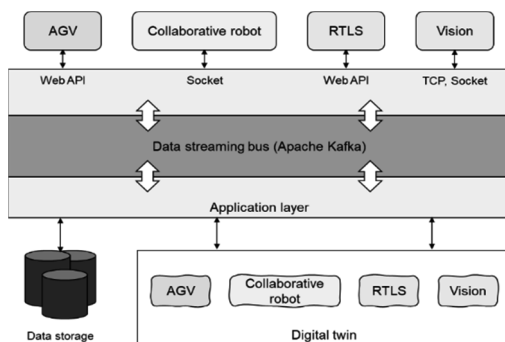 AGV
Collaborative robot
RTLS
Vision
Web API
Socket
Web API
TCP, Socket
Data streaming bus (Apache Kafka)
Application layer
AGV
Collaborative
robot
RTLS
Vision
Data storage
Digital twin